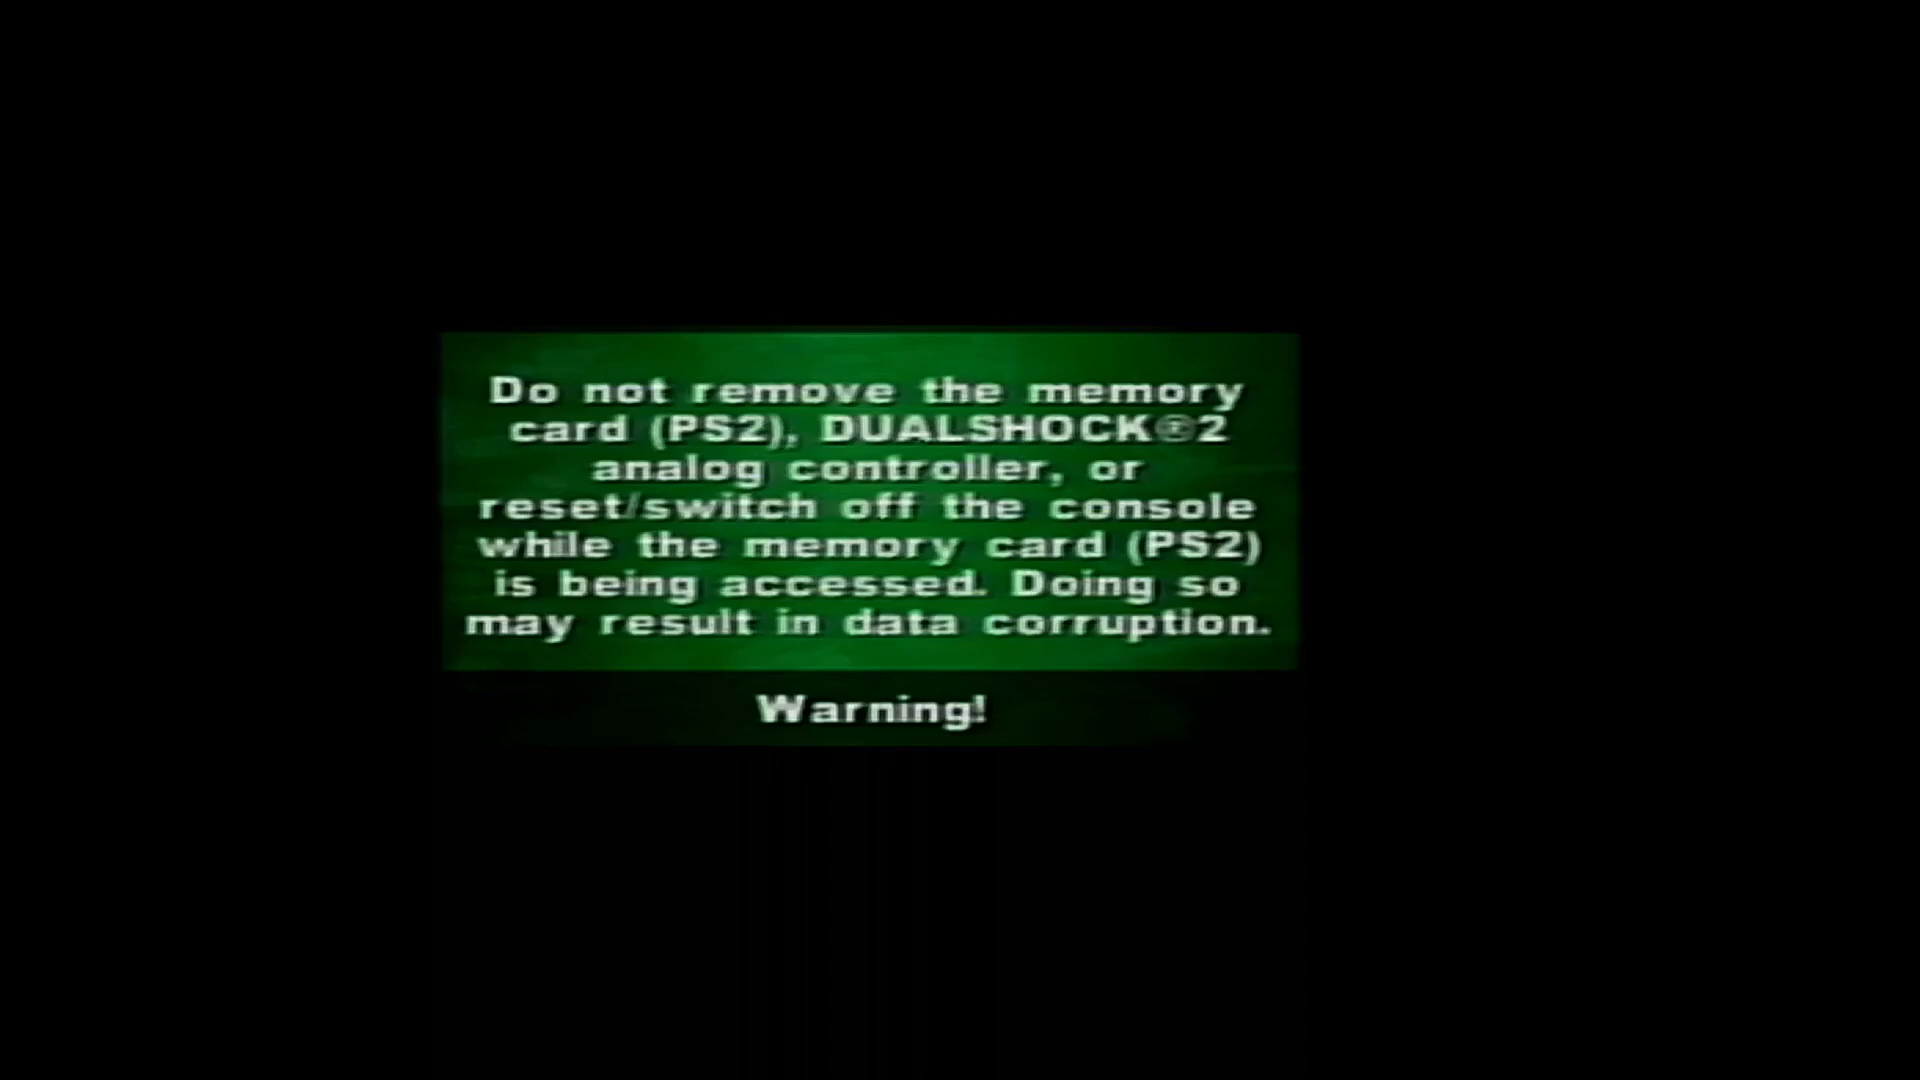 Do not remove the memory
card (PS2), DUALSHOCK®2
analog controller, or
reset/switch off the console
while the memory card (PS2)
is being accessed. Doing so
may result in data corruption.
Warning!